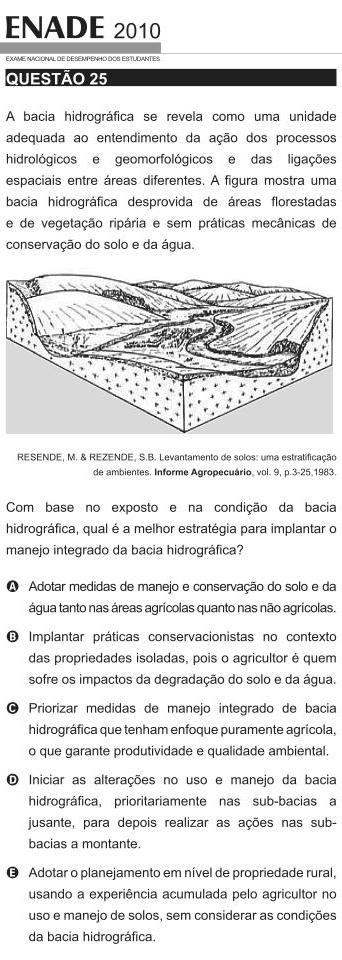 ENADE 2010
EXAME NACIONAL DE DESEMPENHO DOS ESTUDANTES
QUESTÃO 25
A bacia hidrográfica se revela como uma unidade
adequada ao entendimento da ação dos processos
hidrológicos e geomorfológicos e das ligações
espaciais entre áreas diferentes. A figura mostra uma
bacia hidrográfica desprovida de áreas florestadas
e de vegetação ripária e sem práticas mecânicas de
conservação do solo e da água.
RESENDE, M. & REZENDE, S.B. Levantamento de solos: uma estratificação
de ambientes. Informe Agropecuário, vol. 9, p.3-25,1983.
Com base no exposto e na condição da bacia
hidrográfica, qual é a melhor estratégia para implantar o
manejo integrado da bacia hidrográfica?
A Adotar medidas de manejo e conservação do solo e da
água tanto nas áreas agrícolas quanto nas não agrícolas.
B Implantar práticas conservacionistas no contexto
das propriedades isoladas, pois o agricultor é quem
sofre os impactos da degradação do solo e da água.
C Priorizar medidas de manejo integrado de bacia
hidrográfica que tenham enfoque puramente agrícola,
o que garante produtividade e qualidade ambiental.
D Iniciar as alterações no uso e manejo da bacia
hidrográfica, prioritariamente nas sub-bacias a
jusante, para depois realizar as ações nas sub-
bacias a montante.
E Adotar o planejamento em nível de propriedade rural,
usando a experiência acumulada pelo agricultor no
uso e manejo de solos, sem considerar as condições
da bacia hidrográfica.